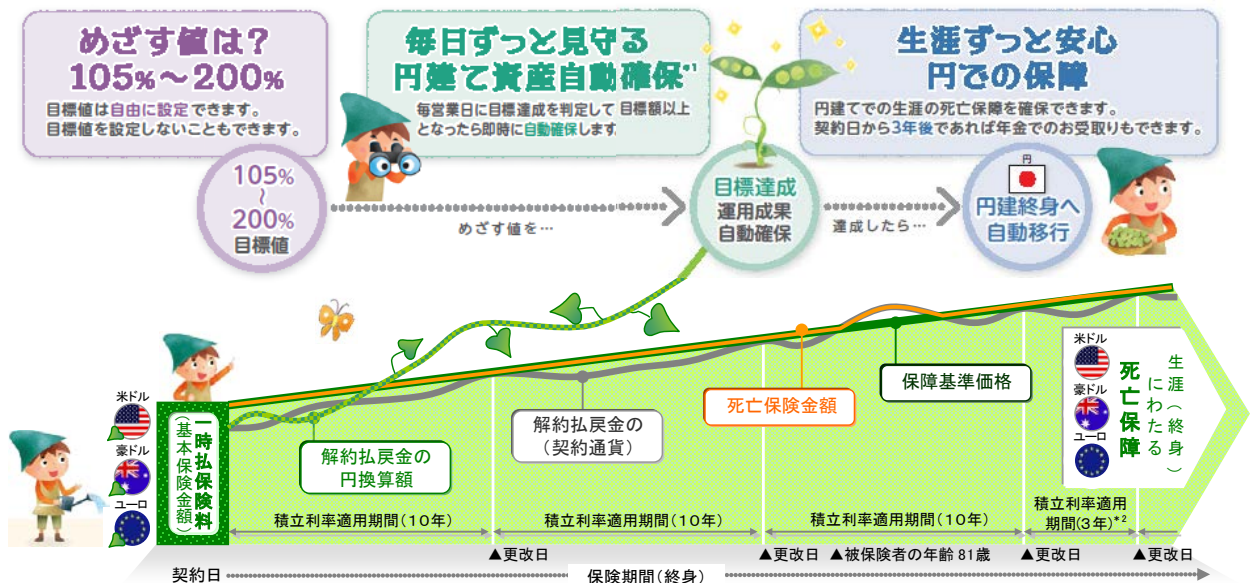 めざす値は?
105%～200%
目標値は自由に設定できます。
目標値を設定しないこともできます。
毎日ずっと見守る
円建て資産自動確保*1
毎営業日に目標達成を判定して目標額以上
となったら即時に自動確保します
生涯ずっと安心
円での保障
円建てでの生涯の死亡保障を確保できます。
契約日から3年後であれば年金でのお受取りもできます。
105%
～
200%
目標値
めざす値を…
目標達成
運用成果
自動確保
達成したら…
円
円建終身へ
自動移行
米ドル
豪ドル
ユーロ
一時払保険料
(基本保険金額)
解約払戻金の
円換算額
解約払戻金の
(契約通貨)
死亡保険金額
保障基準価格
米ドル
豪ドル
ユーロ
生涯(終身)
にわたる
死亡保障
積立利率適用期間(10年)
積立利率適用期間(10年)
積立利率適用期間(10年)
積立利率適用
期間(3年)*2
▲更改日
▲更改日
▲被保険者の年齢81歳
▲更改日
▲更改日
契約日
保険期間(終身)